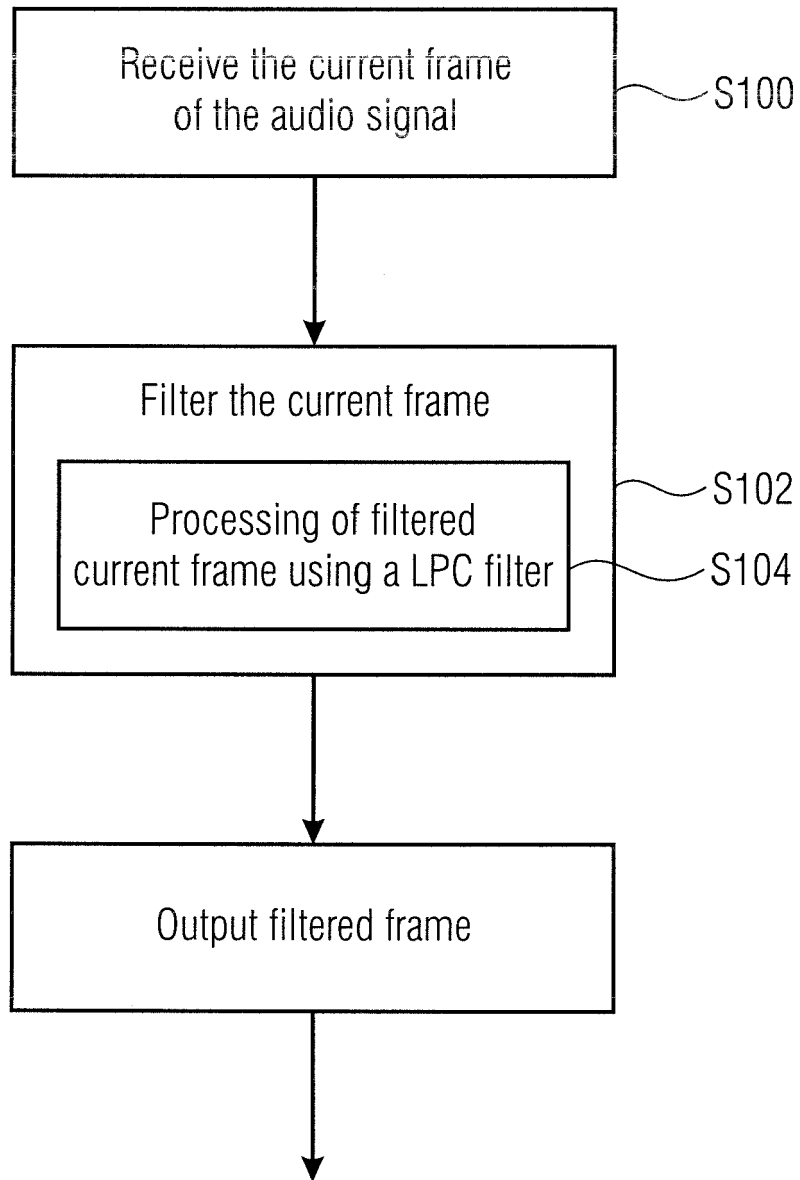 Receive the current frame
of the audio signal
S100
Filter the current frame
S102
Processing of filtered
current frame using a LPC filter
S104
Output filtered frame